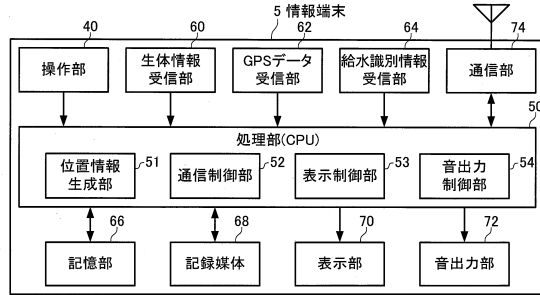 5 情報端末
40
60
62
64
74
操作部
生体情報
受信部
GPSデータ
受信部
給水識別情報
受信部
通信部
50
処理部(CPU)
位置情報
生成部
51
通信制御部
52
表示制御部
53
音出力
制御部
54
66
68
70
72
記憶部
記録媒体
表示部
音出力部